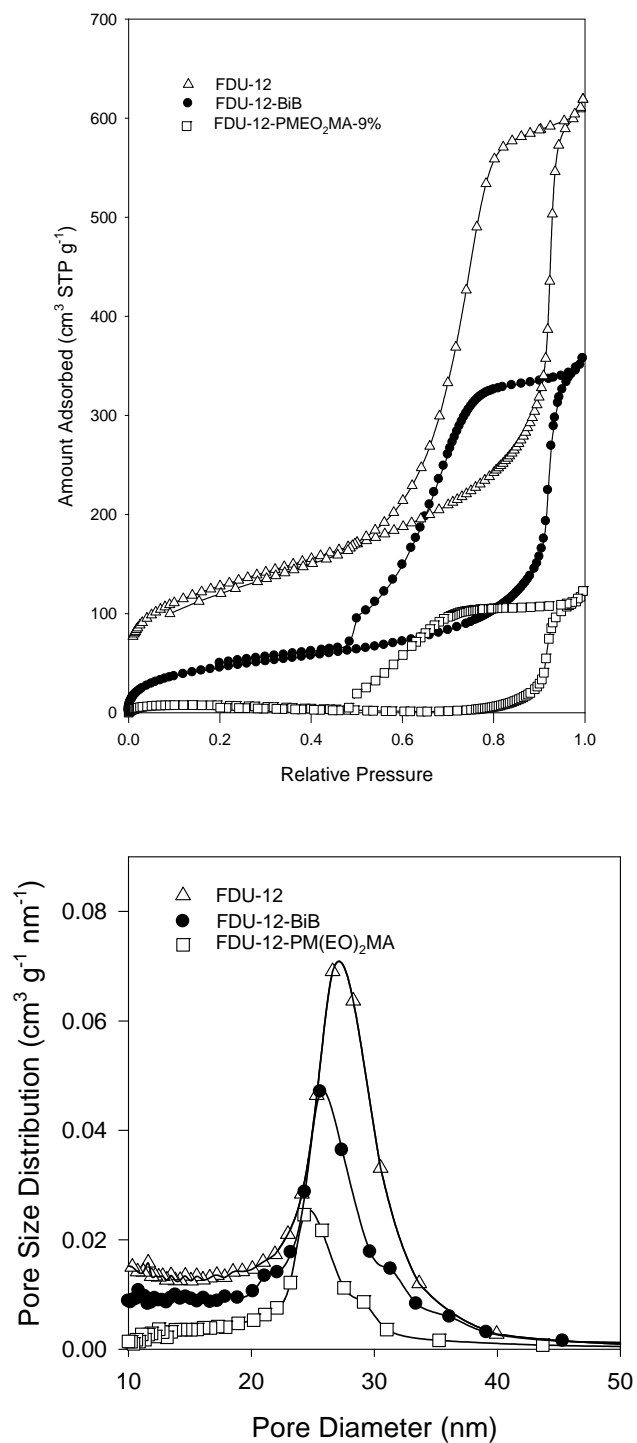 700
600
500
400
300
200
100
0
Amount Adsorbed (cm³ STP g⁻¹)
FDU-12
FDU-12-BiB
FDU-12-PMEO₂MA-9%
0.0 0.2 0.4 0.6 0.8 1.0
Relative Pressure
0.08
0.06
0.04
0.02
0.00
Pore Size Distribution (cm³ g⁻¹ nm⁻¹)
FDU-12
FDU-12-BiB
FDU-12-PM(EO)₂MA
10 20 30 40 50
Pore Diameter (nm)